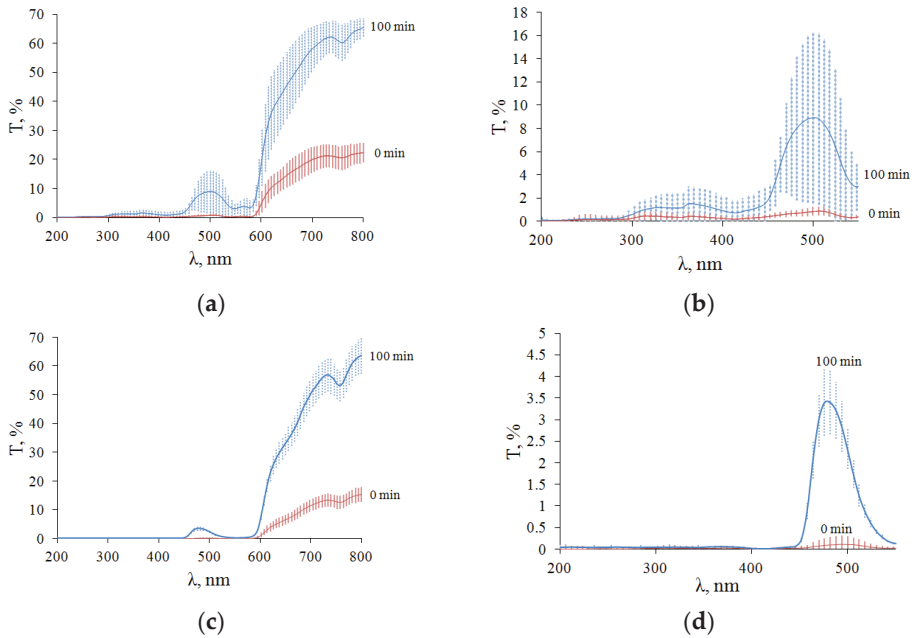 T, %
70
60
50
40
30
20
10
0
200 300 400 500 600 700 800
λ, nm
100 min
0 min
(a)
T, %
18
16
14
12
10
8
6
4
2
0
200 300 400 500
λ, nm
100 min
0 min
(b)
T, %
70
60
50
40
30
20
10
0
200 300 400 500 600 700 800
λ, nm
100 min
0 min
(c)
T, %
5
4.5
4
3.5
3
2.5
2
1.5
1
0.5
0
200 300 400 500
λ, nm
100 min
0 min
(d)